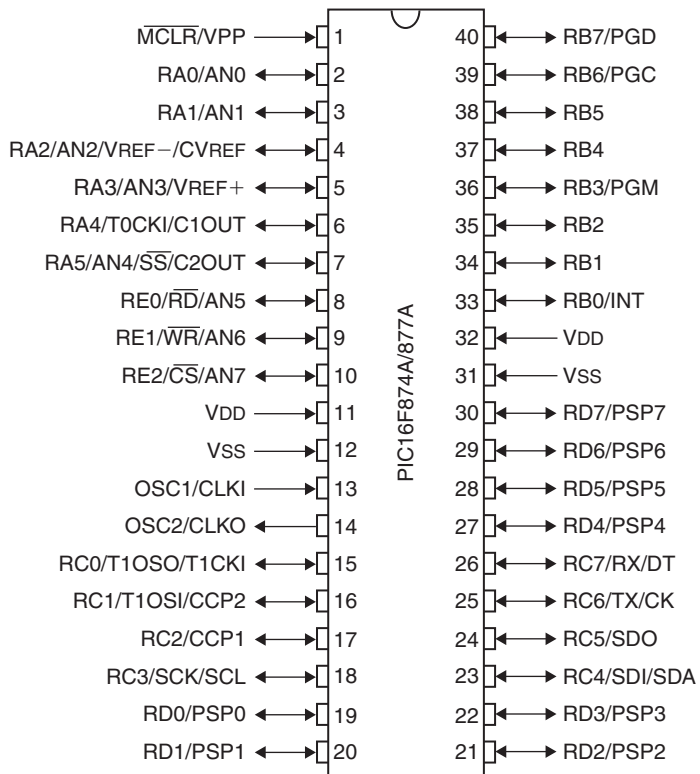 M̅C̅L̅R̅/VPP 1 40 RB7/PGD
RA0/AN0 2 39 RB6/PGC
RA1/AN1 3 38 RB5
RA2/AN2/VREF−/CVREF 4 37 RB4
RA3/AN3/VREF+ 5 36 RB3/PGM
RA4/T0CKI/C1OUT 6 35 RB2
RA5/AN4/S̅S̅/C2OUT 7 34 RB1
RE0/R̅D̅/AN5 8 33 RB0/INT
RE1/W̅R̅/AN6 9 32 VDD
RE2/C̅S̅/AN7 10 31 VSS
VDD 11 30 RD7/PSP7
VSS 12 29 RD6/PSP6
OSC1/CLKI 13 28 RD5/PSP5
OSC2/CLKO 14 27 RD4/PSP4
RC0/T1OSO/T1CKI 15 26 RC7/RX/DT
RC1/T1OSI/CCP2 16 25 RC6/TX/CK
RC2/CCP1 17 24 RC5/SDO
RC3/SCK/SCL 18 23 RC4/SDI/SDA
RD0/PSP0 19 22 RD3/PSP3
RD1/PSP1 20 21 RD2/PSP2
PIC16F874A/877A